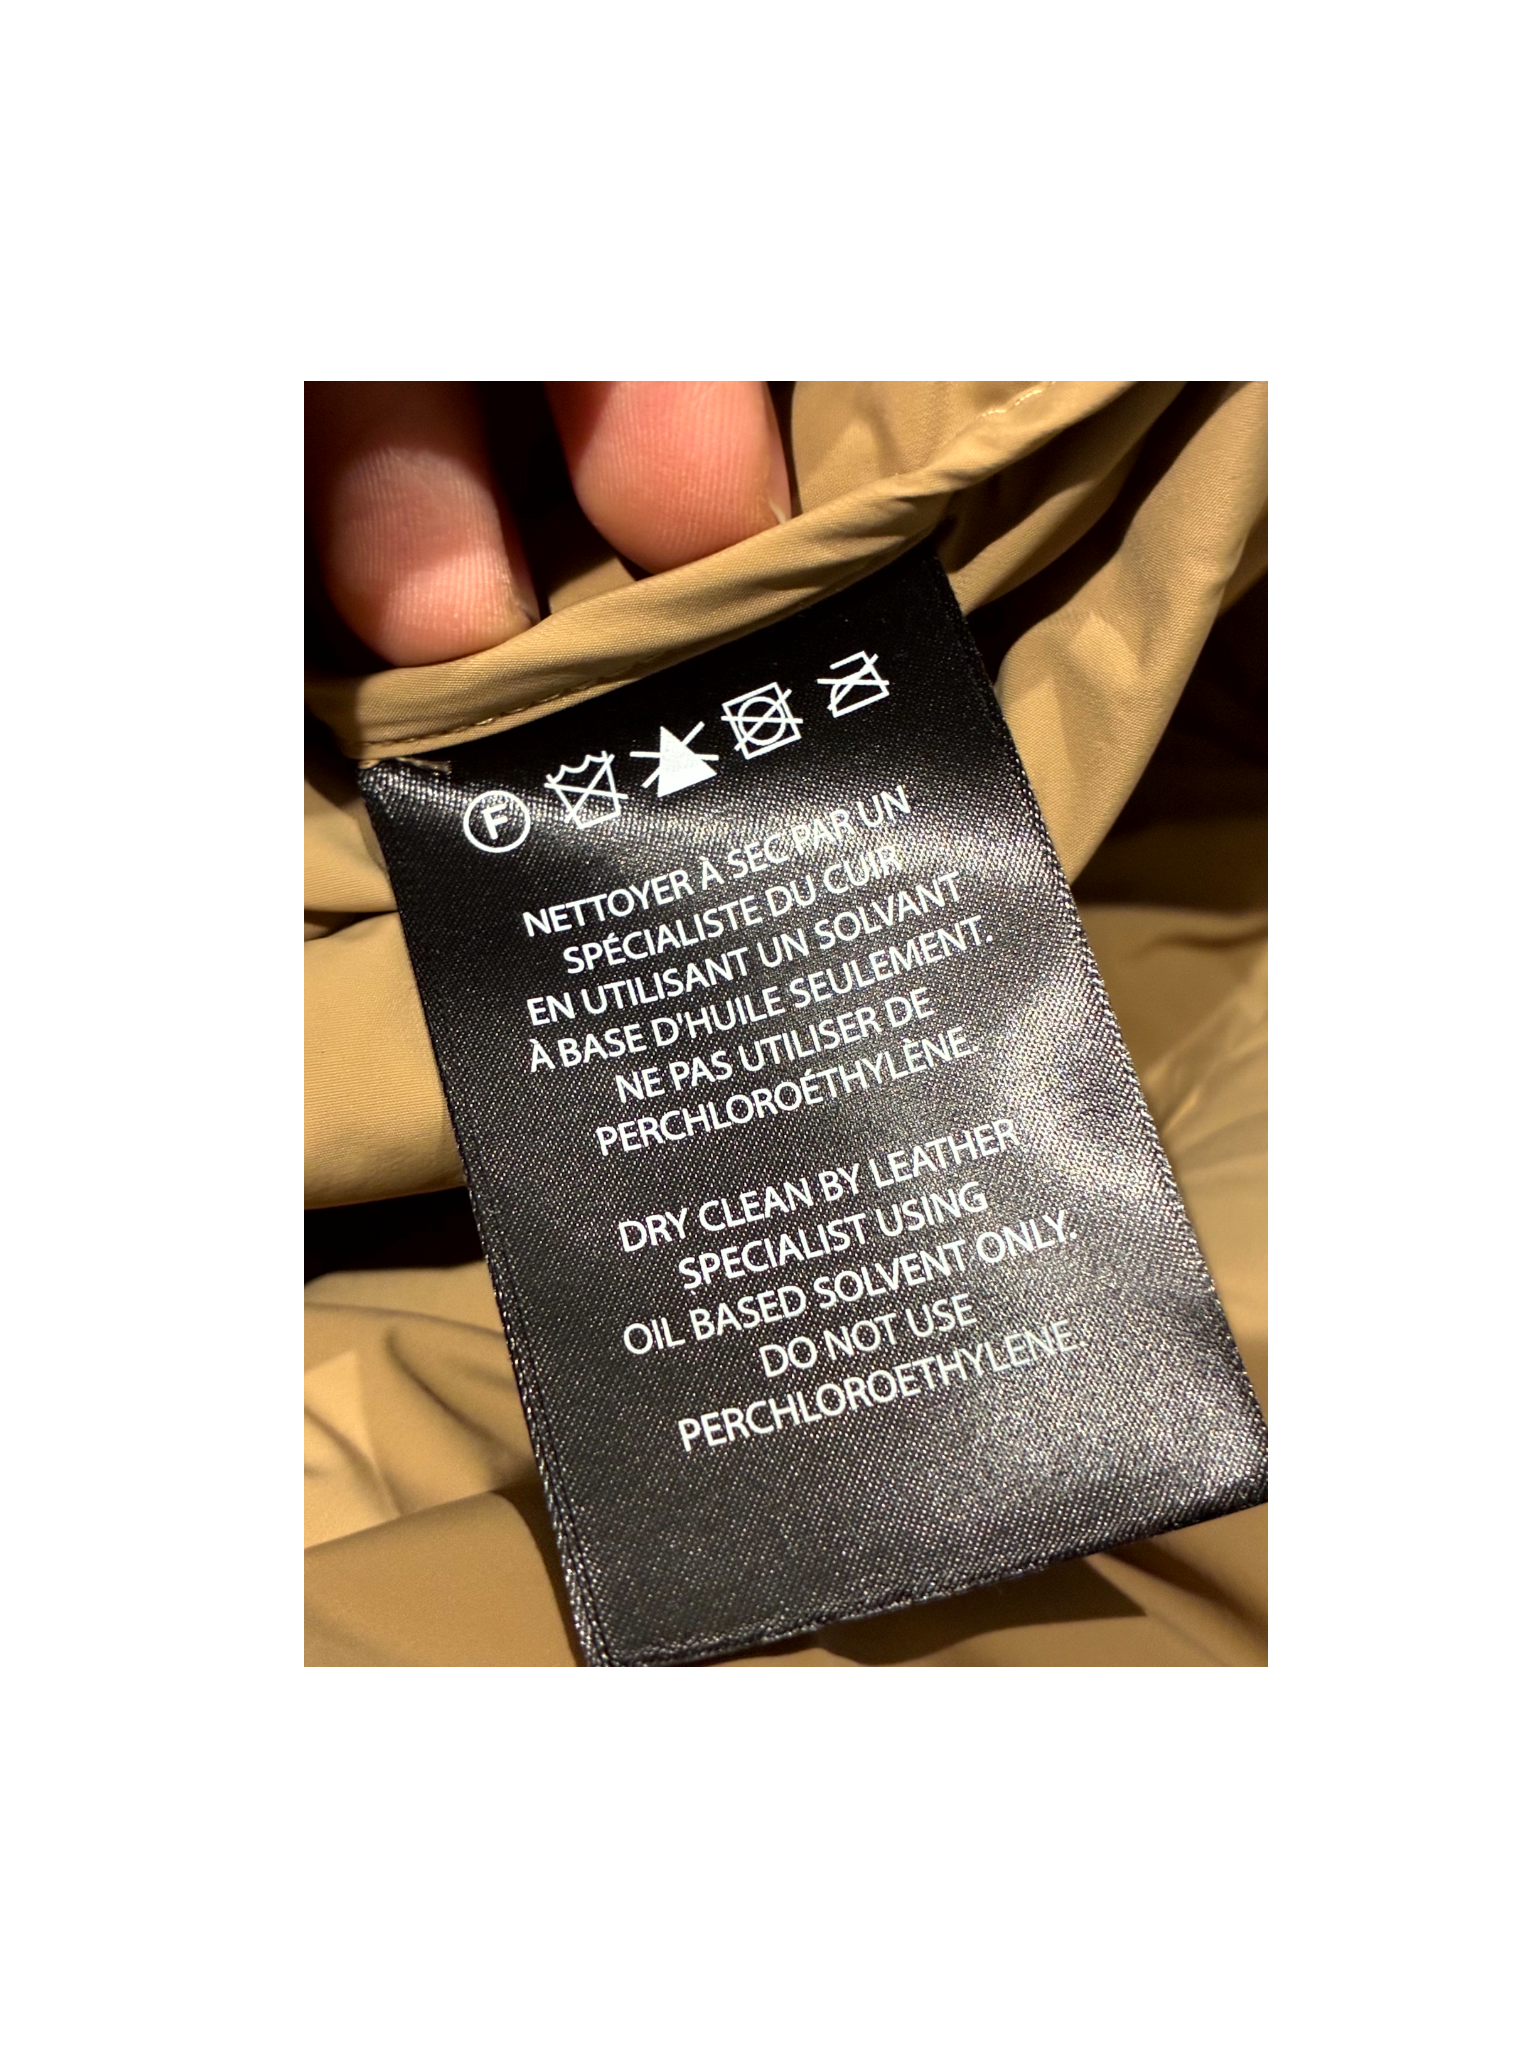 F
NETTOYER À SEC PAR UN
SPÉCIALISTE DU CUIR
EN UTILISANT UN SOLVANT
À BASE D'HUILE SEULEMENT.
NE PAS UTILISER DE
PERCHLOROÉTHYLÈNE.
DRY CLEAN BY LEATHER
SPECIALIST USING
OIL BASED SOLVENT ONLY.
DO NOT USE
PERCHLOROETHYLENE.